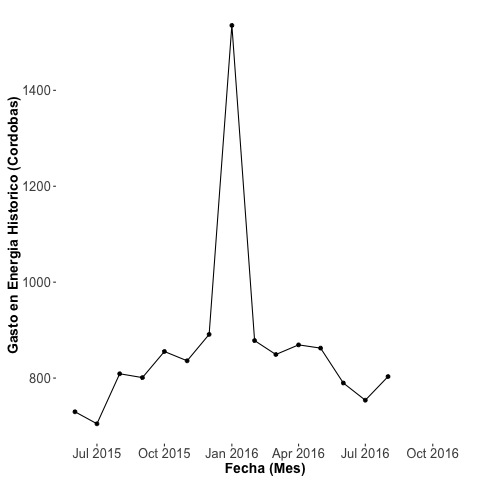 Gasto en Energia Historico (Cordobas)
1400
1200
1000
800
Jul 2015 Oct 2015 Jan 2016 Apr 2016 Jul 2016 Oct 2016
Fecha (Mes)